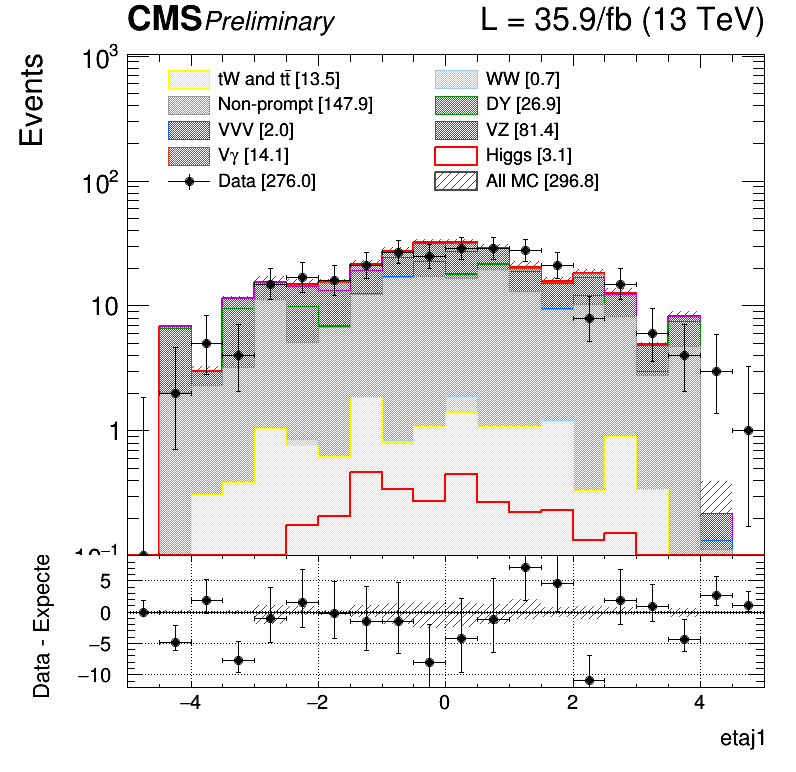 CMS Preliminary L = 35.9/fb (13 TeV)
Events
10³
10²
10
1
tW and tt̄ [13.5]
WW [0.7]
Non-prompt [147.9]
DY [26.9]
VVV [2.0]
VZ [81.4]
Vγ [14.1]
Higgs [3.1]
Data [276.0]
All MC [296.8]
Data - Expecte
5
0
−5
−10
−4 −2 0 2 4
etaj1